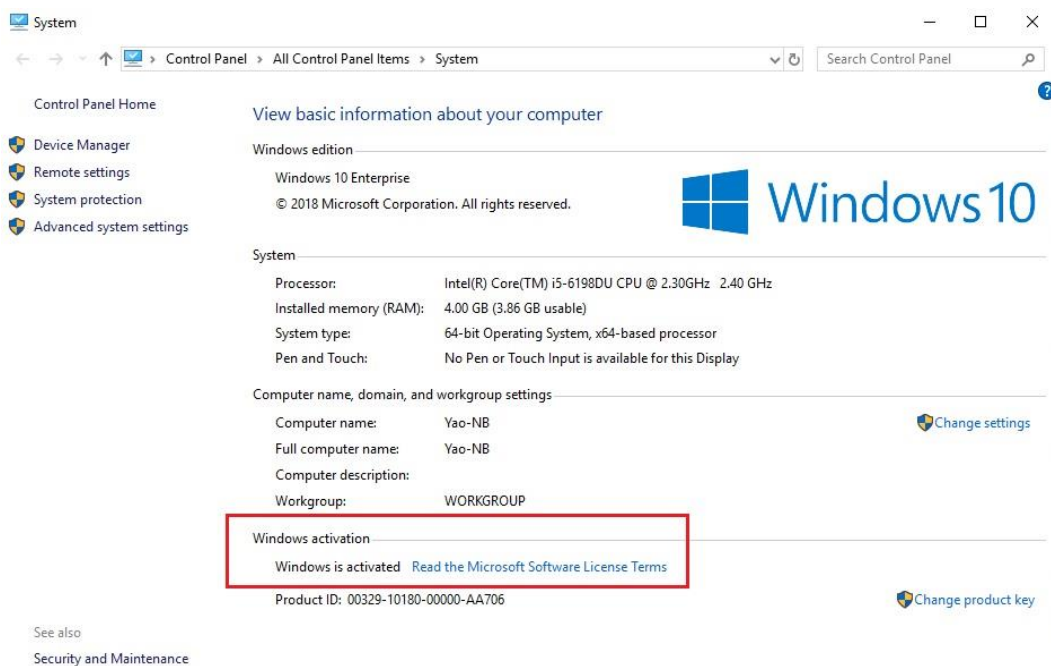 System
Control Panel > All Control Panel Items > System
Search Control Panel
Control Panel Home
Device Manager
Remote settings
System protection
Advanced system settings
View basic information about your computer
Windows edition
Windows 10 Enterprise
© 2018 Microsoft Corporation. All rights reserved.
Windows 10
System
Processor: Intel(R) Core(TM) i5-6198DU CPU @ 2.30GHz 2.40 GHz
Installed memory (RAM): 4.00 GB (3.86 GB usable)
System type: 64-bit Operating System, x64-based processor
Pen and Touch: No Pen or Touch Input is available for this Display
Computer name, domain, and workgroup settings
Computer name: Yao-NB
Change settings
Full computer name: Yao-NB
Computer description:
Workgroup: WORKGROUP
Windows activation
Windows is activated Read the Microsoft Software License Terms
Product ID: 00329-10180-00000-AA706
Change product key
See also
Security and Maintenance